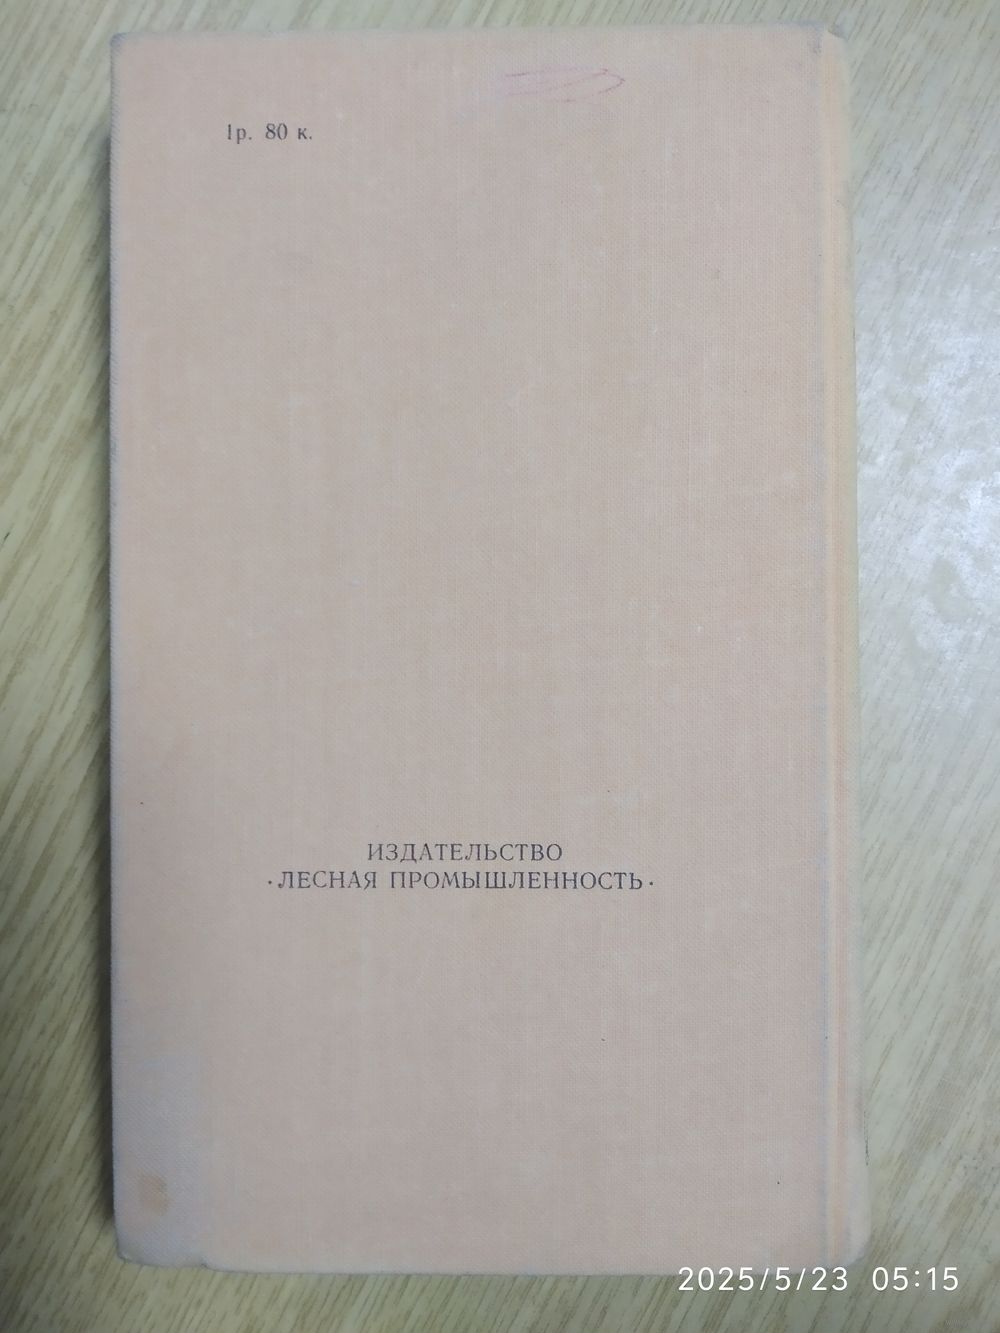 1р. 80 к.
ИЗДАТЕЛЬСТВО
·ЛЕСНАЯ ПРОМЫШЛЕННОСТЬ·
2025/5/23 05:15